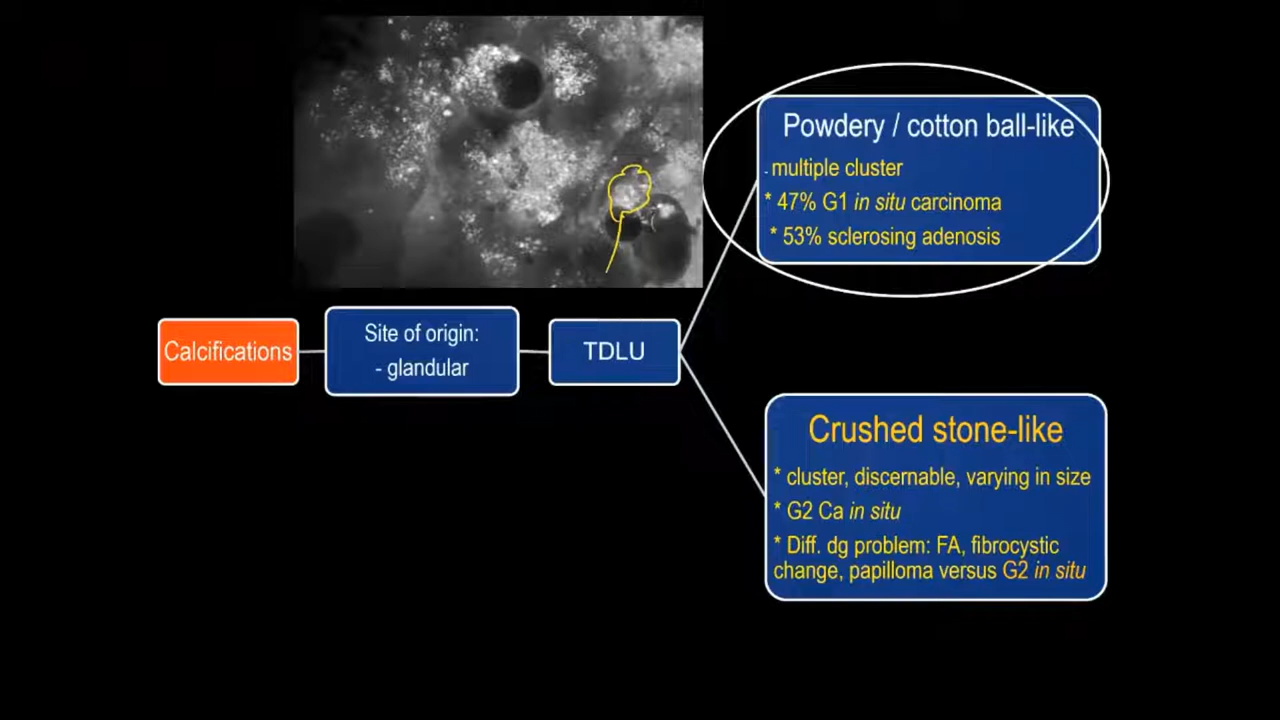 Powdery / cotton ball-like
- multiple cluster
* 47% G1 in situ carcinoma
* 53% sclerosing adenosis
Calcifications
Site of origin:
- glandular
TDLU
Crushed stone-like
* cluster, discernable, varying in size
* G2 Ca in situ
* Diff. dg problem: FA, fibrocystic
change, papilloma versus G2 in situ